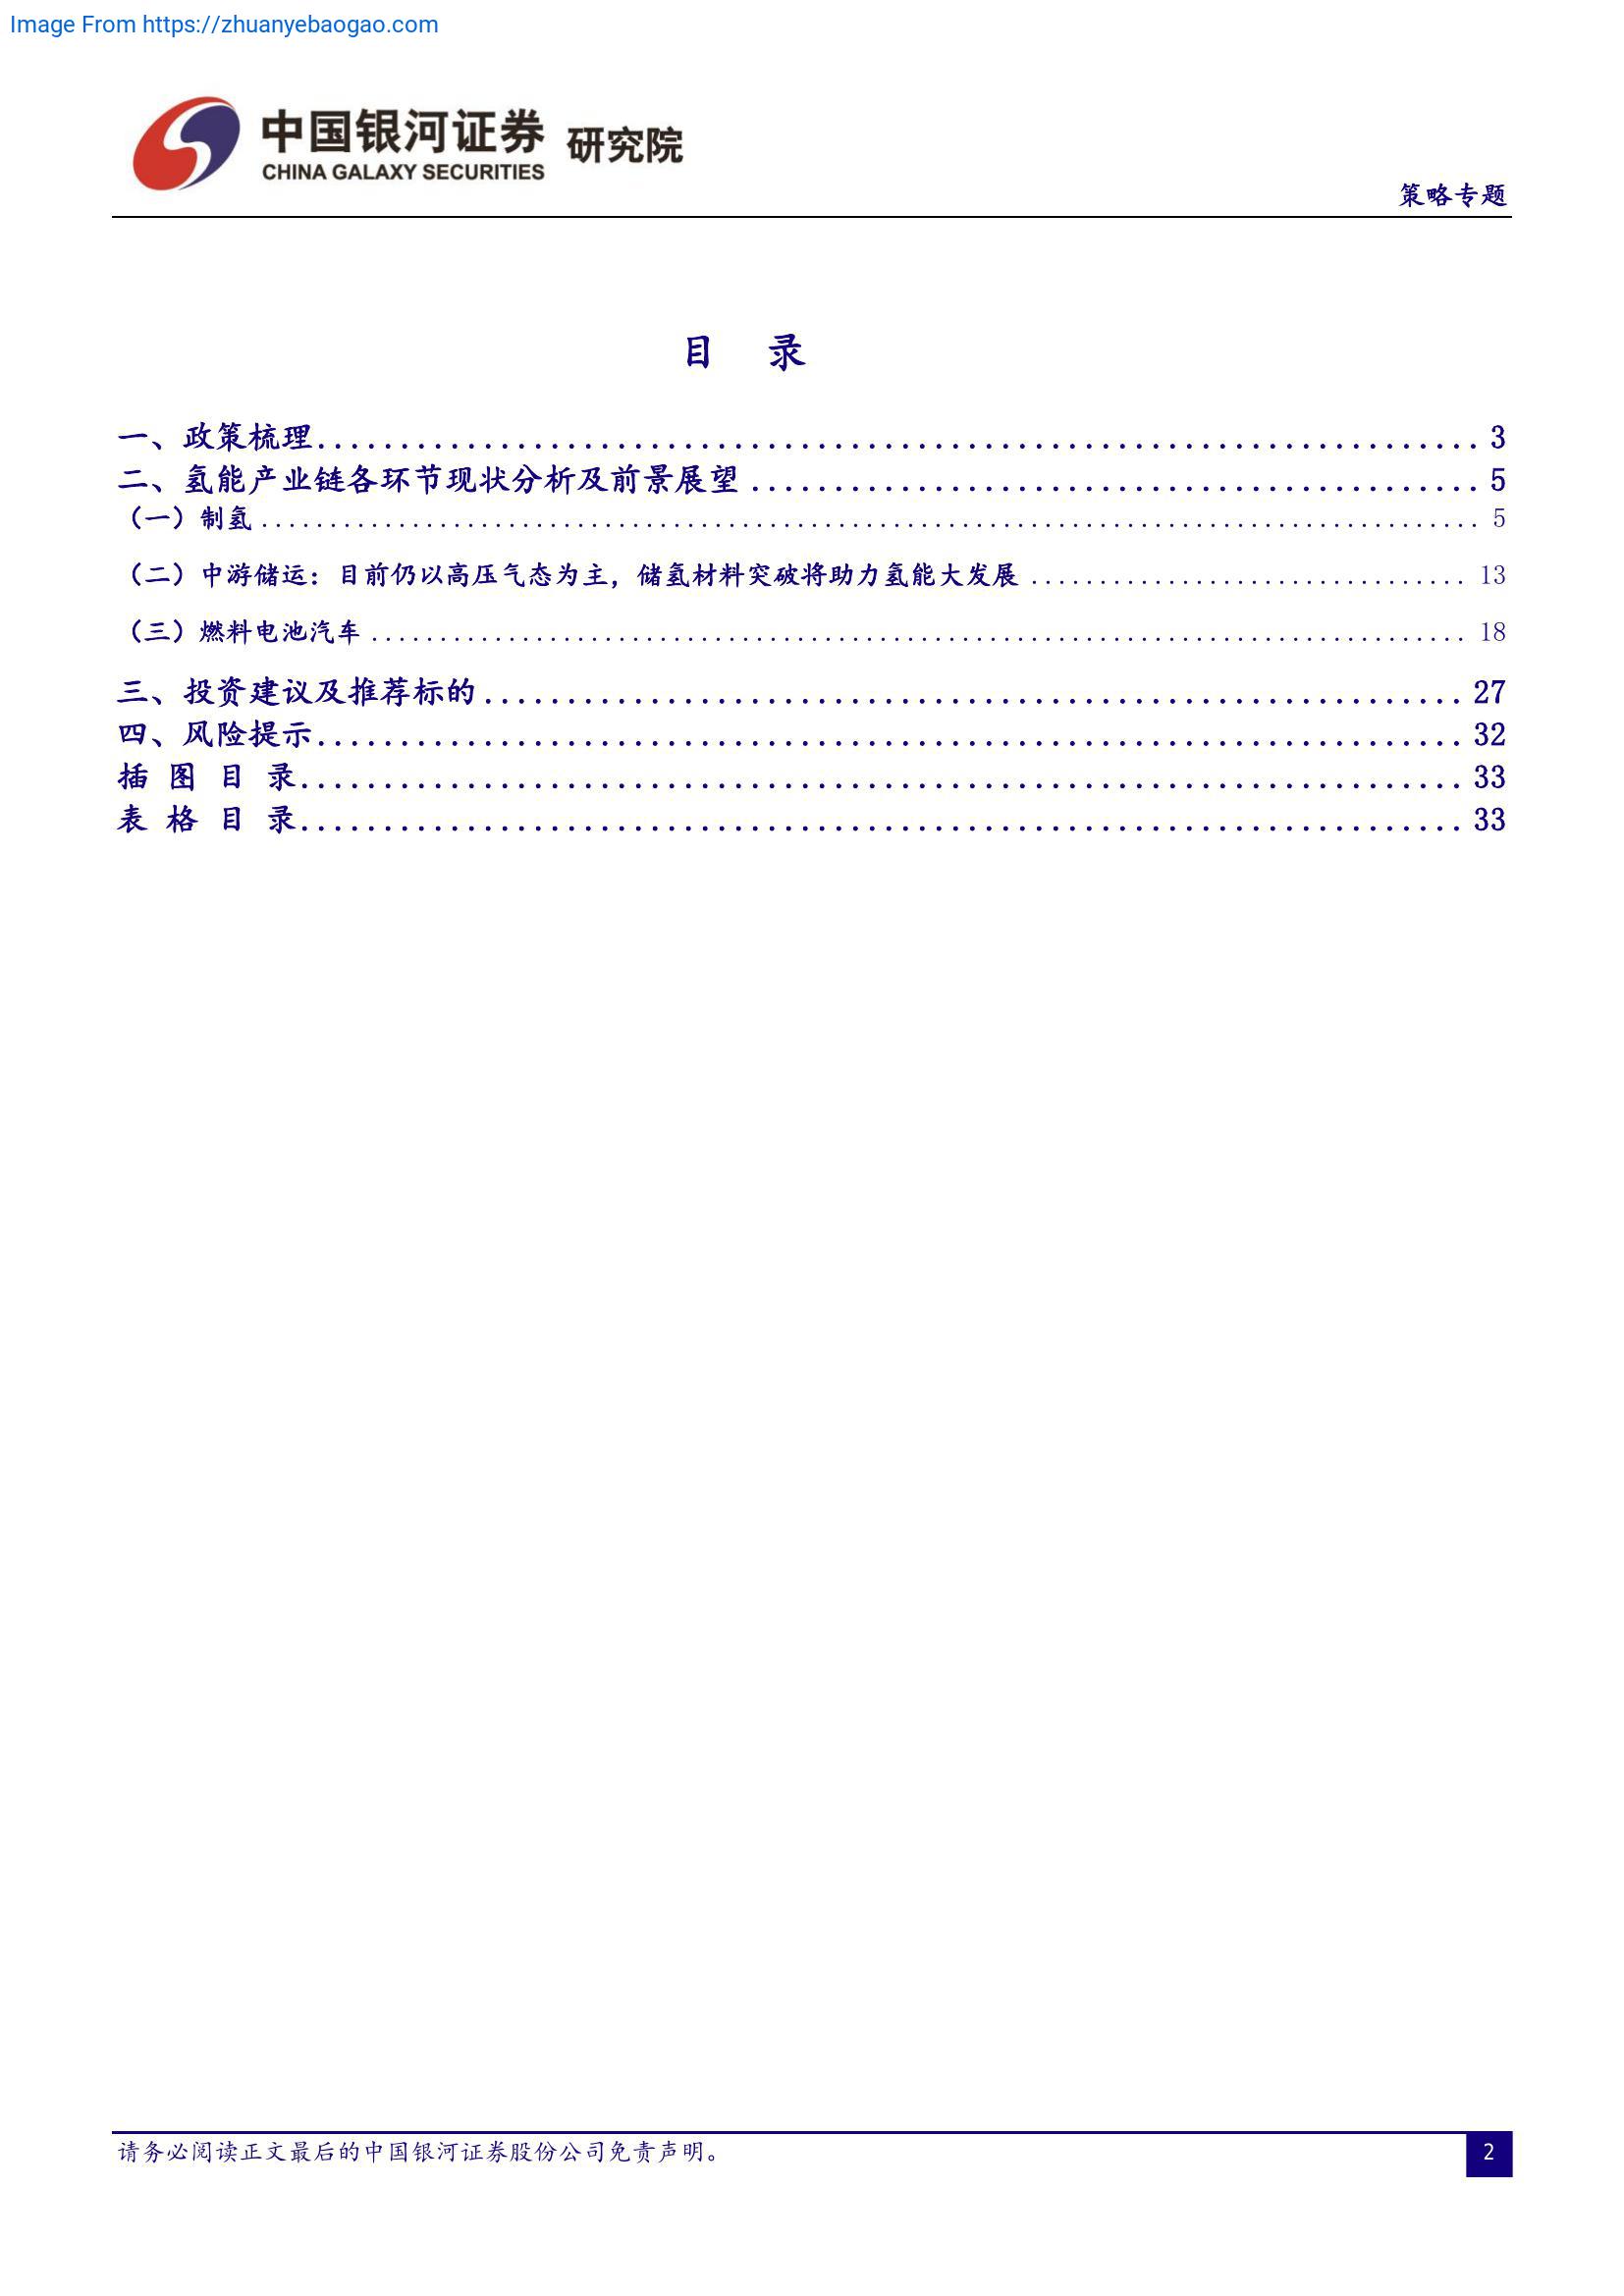 Image From https://zhuanyebaogao.com
中国银河证券 研究院
CHINA GALAXY SECURITIES
策略专题
目 录
一、政策梳理........................................................................ 3
二、氢能产业链各环节现状分析及前景展望............................................ 5
（一）制氢........................................................................................ 5
（二）中游储运：目前仍以高压气态为主，储氢材料突破将助力氢能大发展................................ 13
（三）燃料电池汽车................................................................................ 18
三、投资建议及推荐标的............................................................ 27
四、风险提示...................................................................... 32
插 图 目 录...................................................................... 33
表 格 目 录...................................................................... 33
请务必阅读正文最后的中国银河证券股份公司免责声明。
2